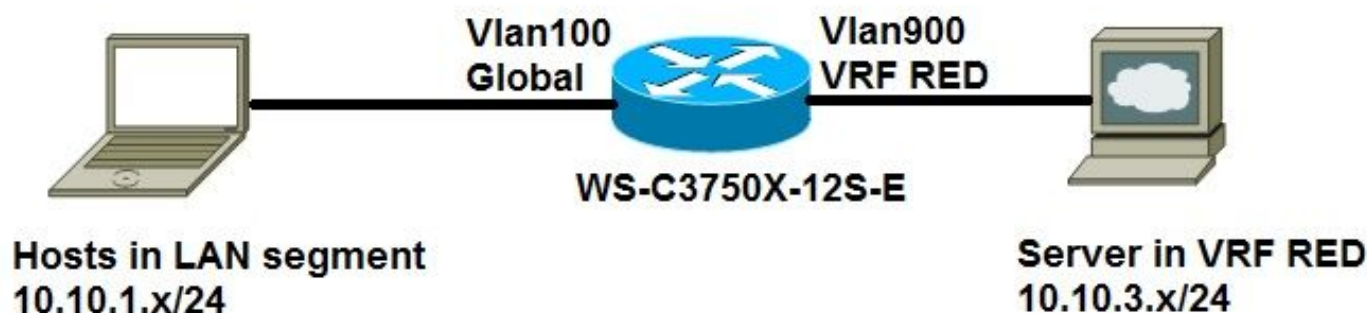 Vlan100
Global
Vlan900
VRF RED
WS-C3750X-12S-E
Hosts in LAN segment
10.10.1.x/24
Server in VRF RED
10.10.3.x/24